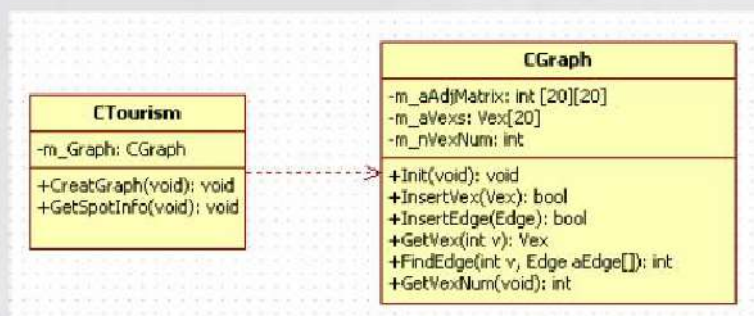 CTourism
-m_Graph: CGraph
+CreatGraph(void): void
+GetSpotInfo(void): void
CGraph
-m_aAdjMatrix: int [20][20]
-m_aVexs: Vex[20]
-m_nVexNum: int
+Init(void): void
+InsertVex(Vex): bool
+InsertEdge(Edge): bool
+GetVex(int v): Vex
+FindEdge(int v, Edge aEdge[]): int
+GetVexNum(void): int